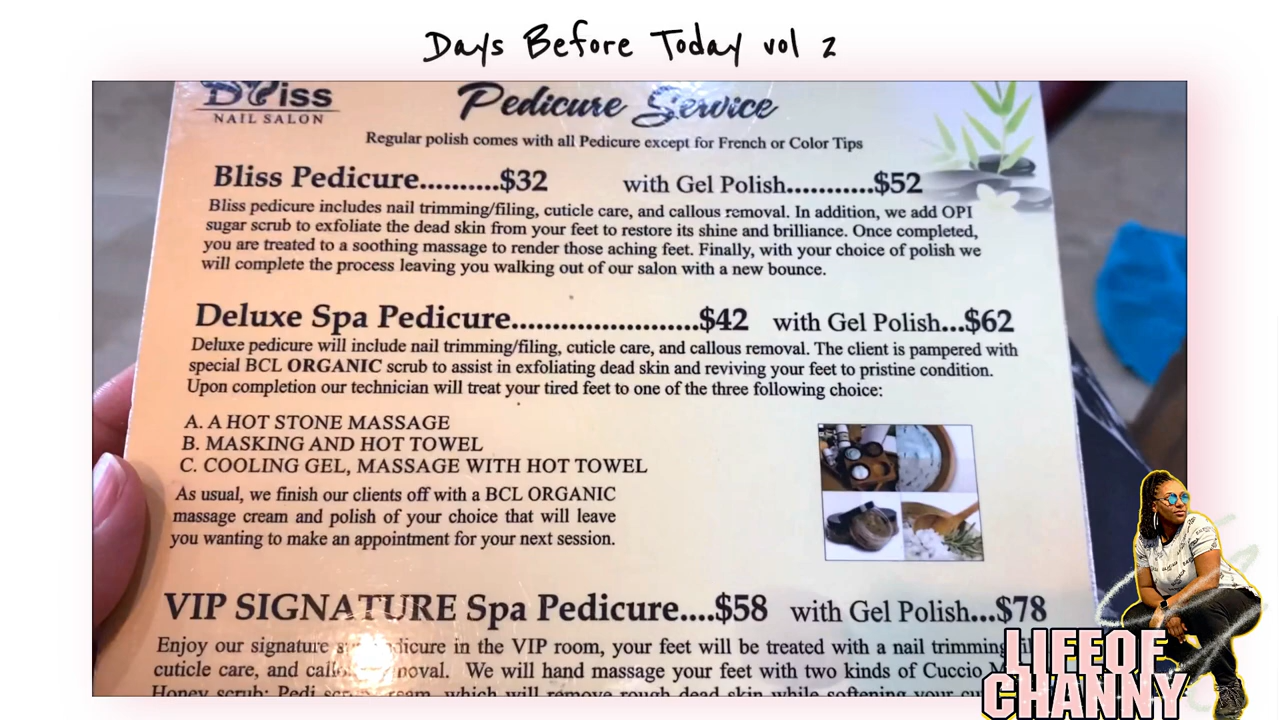 Days Before Today vol 2
Bliss
NAIL SALON
Pedicure Service
Regular polish comes with all Pedicure except for French or Color Tips
Bliss Pedicure..........$32 with Gel Polish...........$52
Bliss pedicure includes nail trimming/filing, cuticle care, and callous removal. In addition, we add OPI
sugar scrub to exfoliate the dead skin from your feet to restore its shine and brilliance. Once completed,
you are treated to a soothing massage to render those aching feet. Finally, with your choice of polish we
will complete the process leaving you walking out of our salon with a new bounce.
Deluxe Spa Pedicure.......................$42 with Gel Polish...$62
Deluxe pedicure will include nail trimming/filing, cuticle care, and callous removal. The client is pampered with
special BCL ORGANIC scrub to assist in exfoliating dead skin and reviving your feet to pristine condition.
Upon completion our technician will treat your tired feet to one of the three following choice:
A. A HOT STONE MASSAGE
B. MASKING AND HOT TOWEL
C. COOLING GEL, MASSAGE WITH HOT TOWEL
As usual, we finish our clients off with a BCL ORGANIC
massage cream and polish of your choice that will leave
you wanting to make an appointment for your next session.
VIP SIGNATURE Spa Pedicure....$58 with Gel Polish...$78
Enjoy our signature in the VIP room, your feet will be treated with a nail trimming
cuticle care, and We will hand massage your feet with two kinds of Cuccio
Honey scrub: Pedi which will remove rough dead skin while softening your
LIFEOF
CHANNY